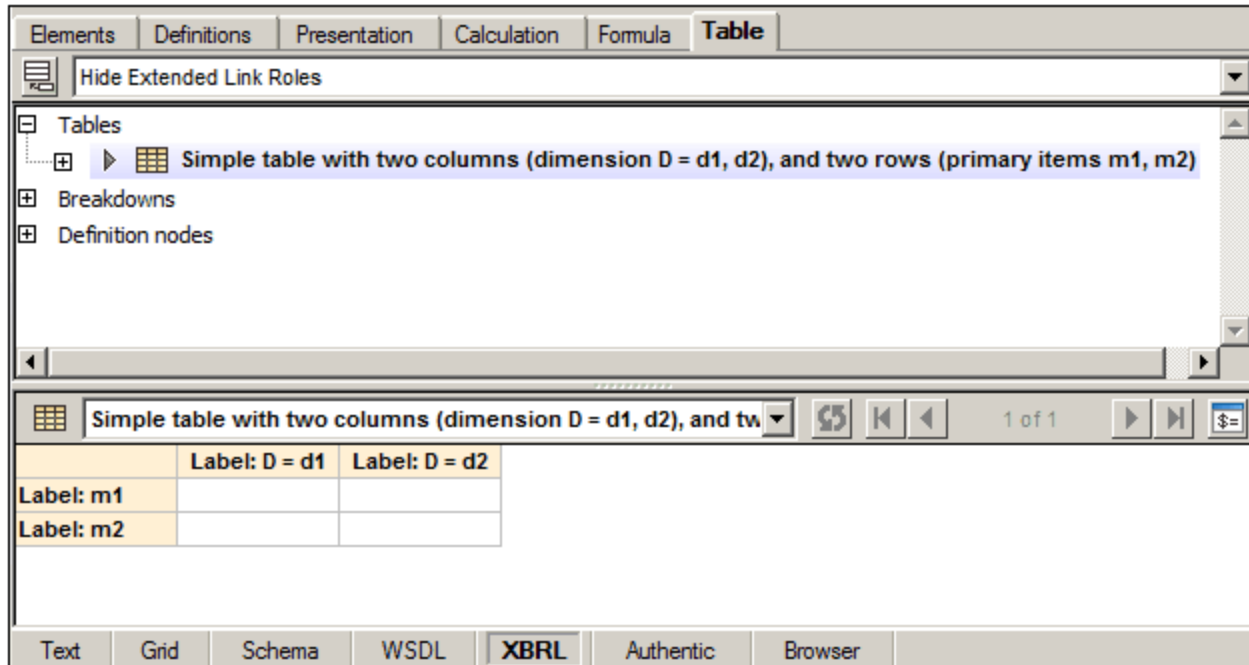 Elements Definitions Presentation Calculation Formula Table
Hide Extended Link Roles
Tables
Simple table with two columns (dimension D = d1, d2), and two rows (primary items m1, m2)
Breakdowns
Definition nodes
Simple table with two columns (dimension D = d1, d2), and tw 1 of 1 $=
Label: D = d1 Label: D = d2
Label: m1
Label: m2
Text Grid Schema WSDL XBRL Authentic Browser